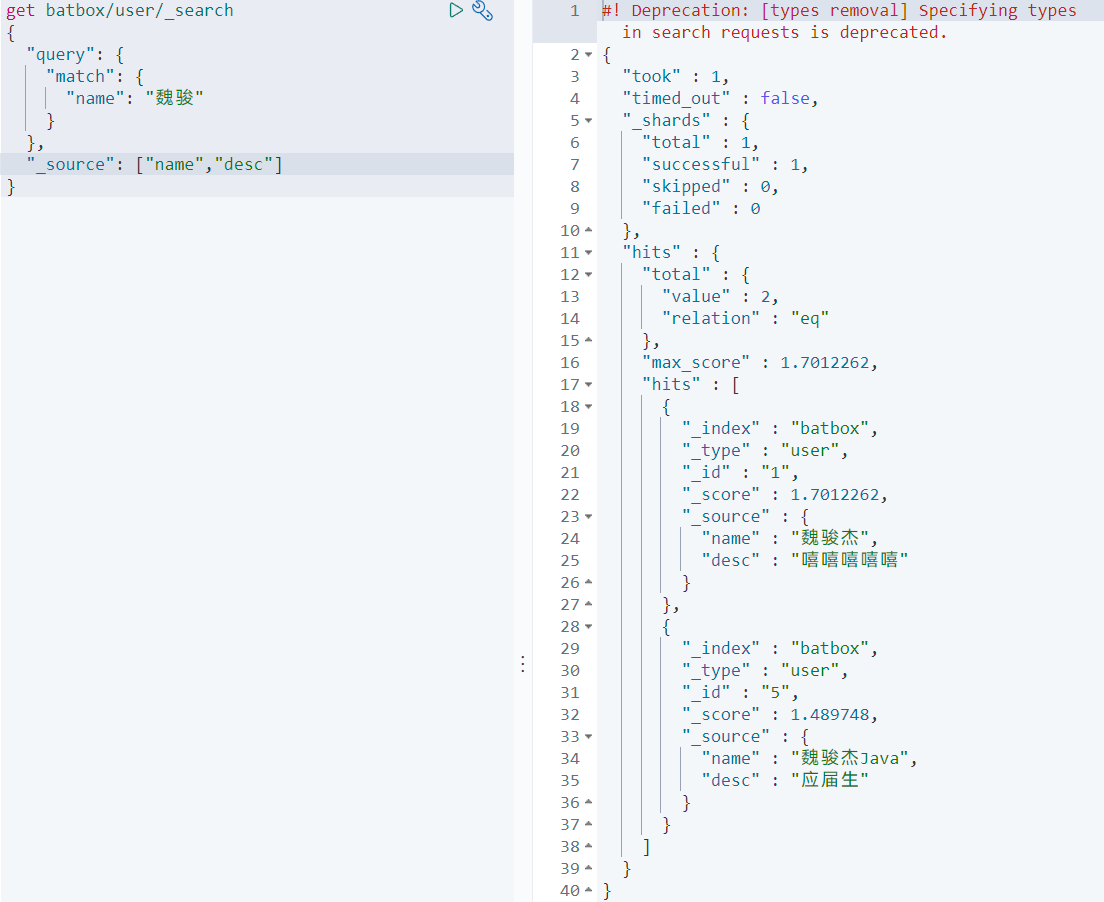 get batbox/user/_search
{
  "query": {
    "match": {
      "name": "魏骏"
    }
  },
  "_source": ["name","desc"]
}
1 #! Deprecation: [types removal] Specifying types
in search requests is deprecated.
2 {
3   "took" : 1,
4   "timed_out" : false,
5   "_shards" : {
6     "total" : 1,
7     "successful" : 1,
8     "skipped" : 0,
9     "failed" : 0
10   },
11   "hits" : {
12     "total" : {
13       "value" : 2,
14       "relation" : "eq"
15     },
16     "max_score" : 1.7012262,
17     "hits" : [
18       {
19         "_index" : "batbox",
20         "_type" : "user",
21         "_id" : "1",
22         "_score" : 1.7012262,
23         "_source" : {
24           "name" : "魏骏杰",
25           "desc" : "嘻嘻嘻嘻嘻"
26         }
27       },
28       {
29         "_index" : "batbox",
30         "_type" : "user",
31         "_id" : "5",
32         "_score" : 1.489748,
33         "_source" : {
34           "name" : "魏骏杰Java",
35           "desc" : "应届生"
36         }
37       }
38     ]
39   }
40 }